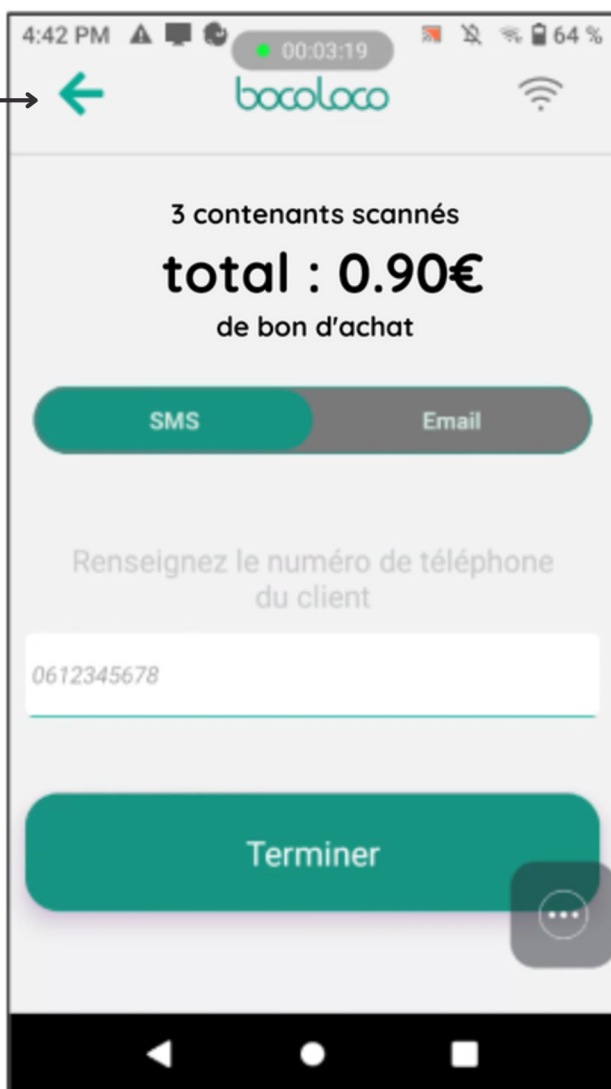 4:42 PM 00:03:19 64 %
bocoloco
3 contenants scannés
total : 0.90€
de bon d'achat
SMS Email
Renseignez le numéro de téléphone
du client
0612345678
Terminer